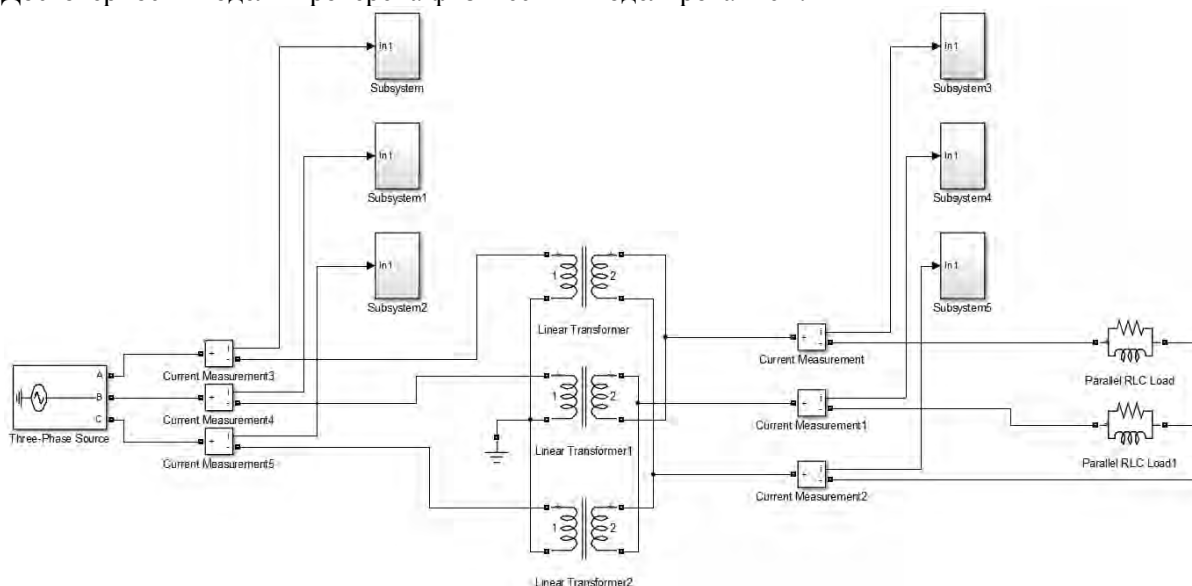 In1
Subsystem
In1
Subsystem1
In1
Subsystem2
In1
Subsystem3
In1
Subsystem4
In1
Subsystem5
A
B
C
Three-Phase Source
+
i
-
Current Measurement3
+
i
-
Current Measurement4
+
i
-
Current Measurement5
+
+
1
2
Linear Transformer
+
+
1
2
Linear Transformer1
+
+
1
2
Linear Transformer2
+
i
-
Current Measurement
+
i
-
Current Measurement1
+
i
-
Current Measurement2
Parallel RLC Load
Parallel RLC Load1